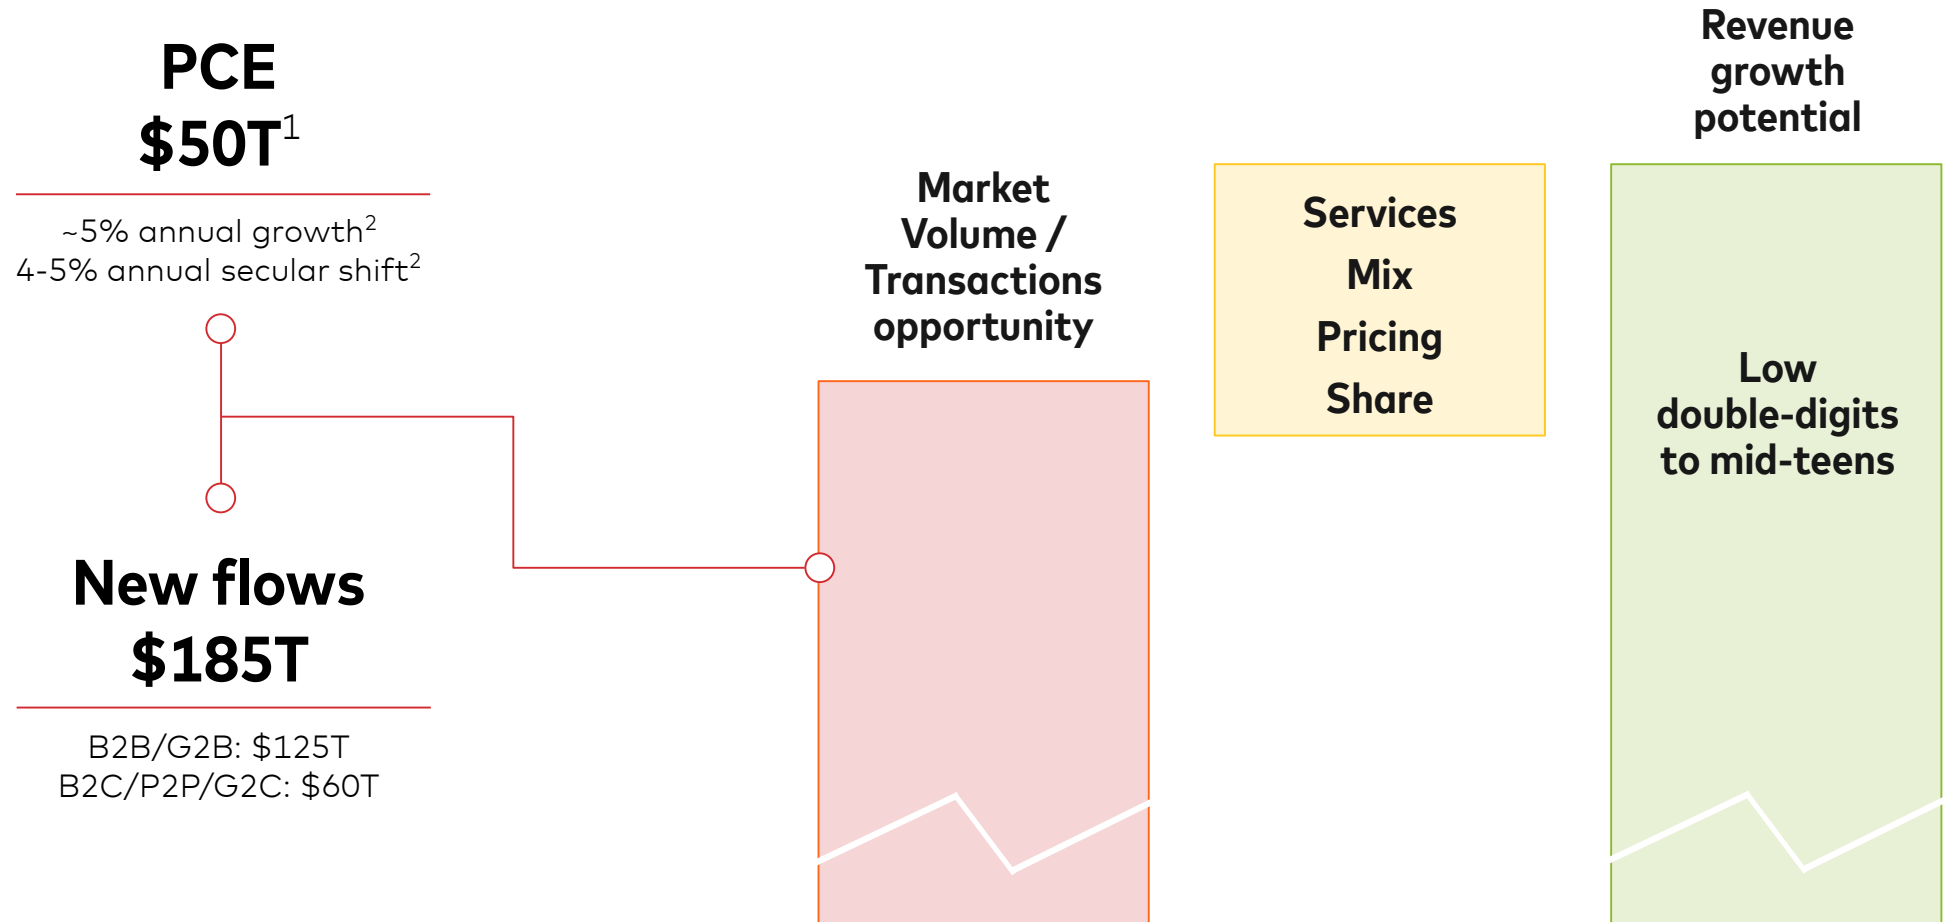 PCE
$50T1
~5% annual growth2
4-5% annual secular shift2
New flows
$185T
B2B/G2B: $125T
B2C/P2P/G2C: $60T
Market
Volume /
Transactions
opportunity
Services
Mix
Pricing
Share
Revenue
growth
potential
Low
double-digits
to mid-teens